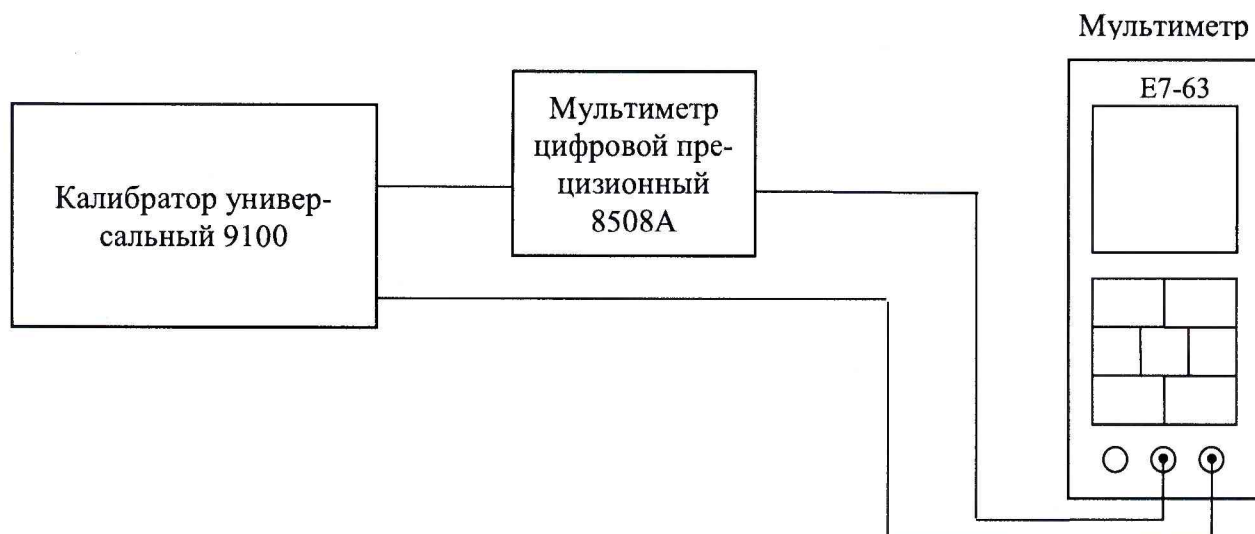 Мультиметр
Е7-63
Мультиметр
цифровой пре-
цизионный
8508А
Калибратор универ-
сальный 9100